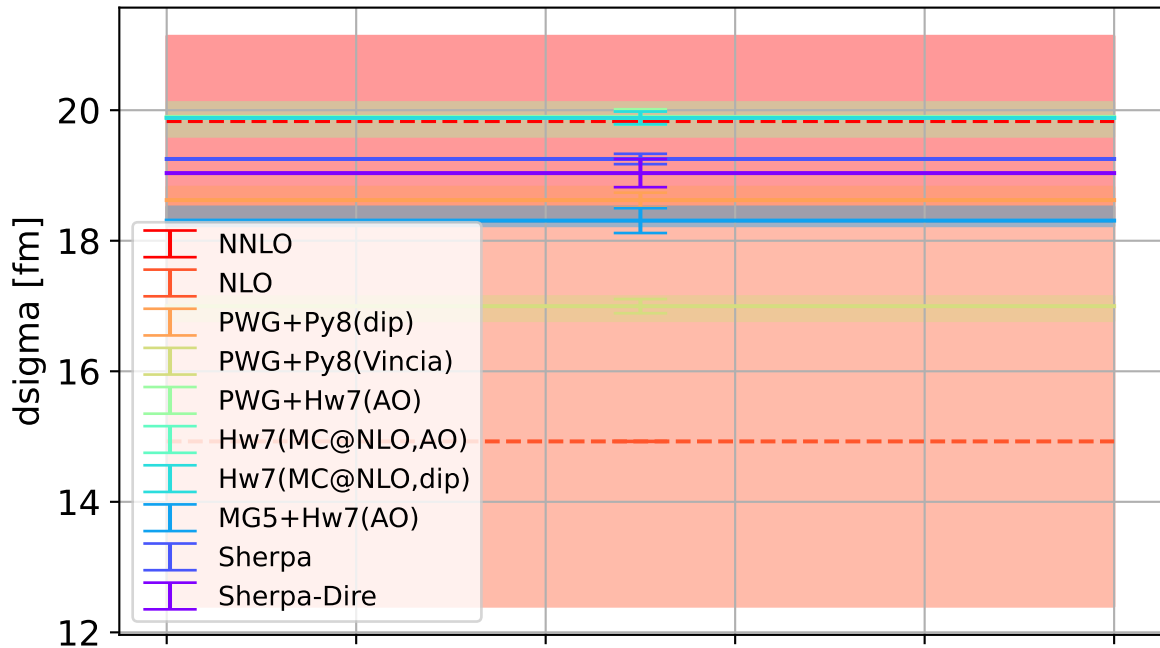 20
18
16
14
12
dsigma [fm]
NNLO
NLO
PWG+Py8(dip)
PWG+Py8(Vincia)
PWG+Hw7(AO)
Hw7(MC@NLO,AO)
Hw7(MC@NLO,dip)
MG5+Hw7(AO)
Sherpa
Sherpa-Dire